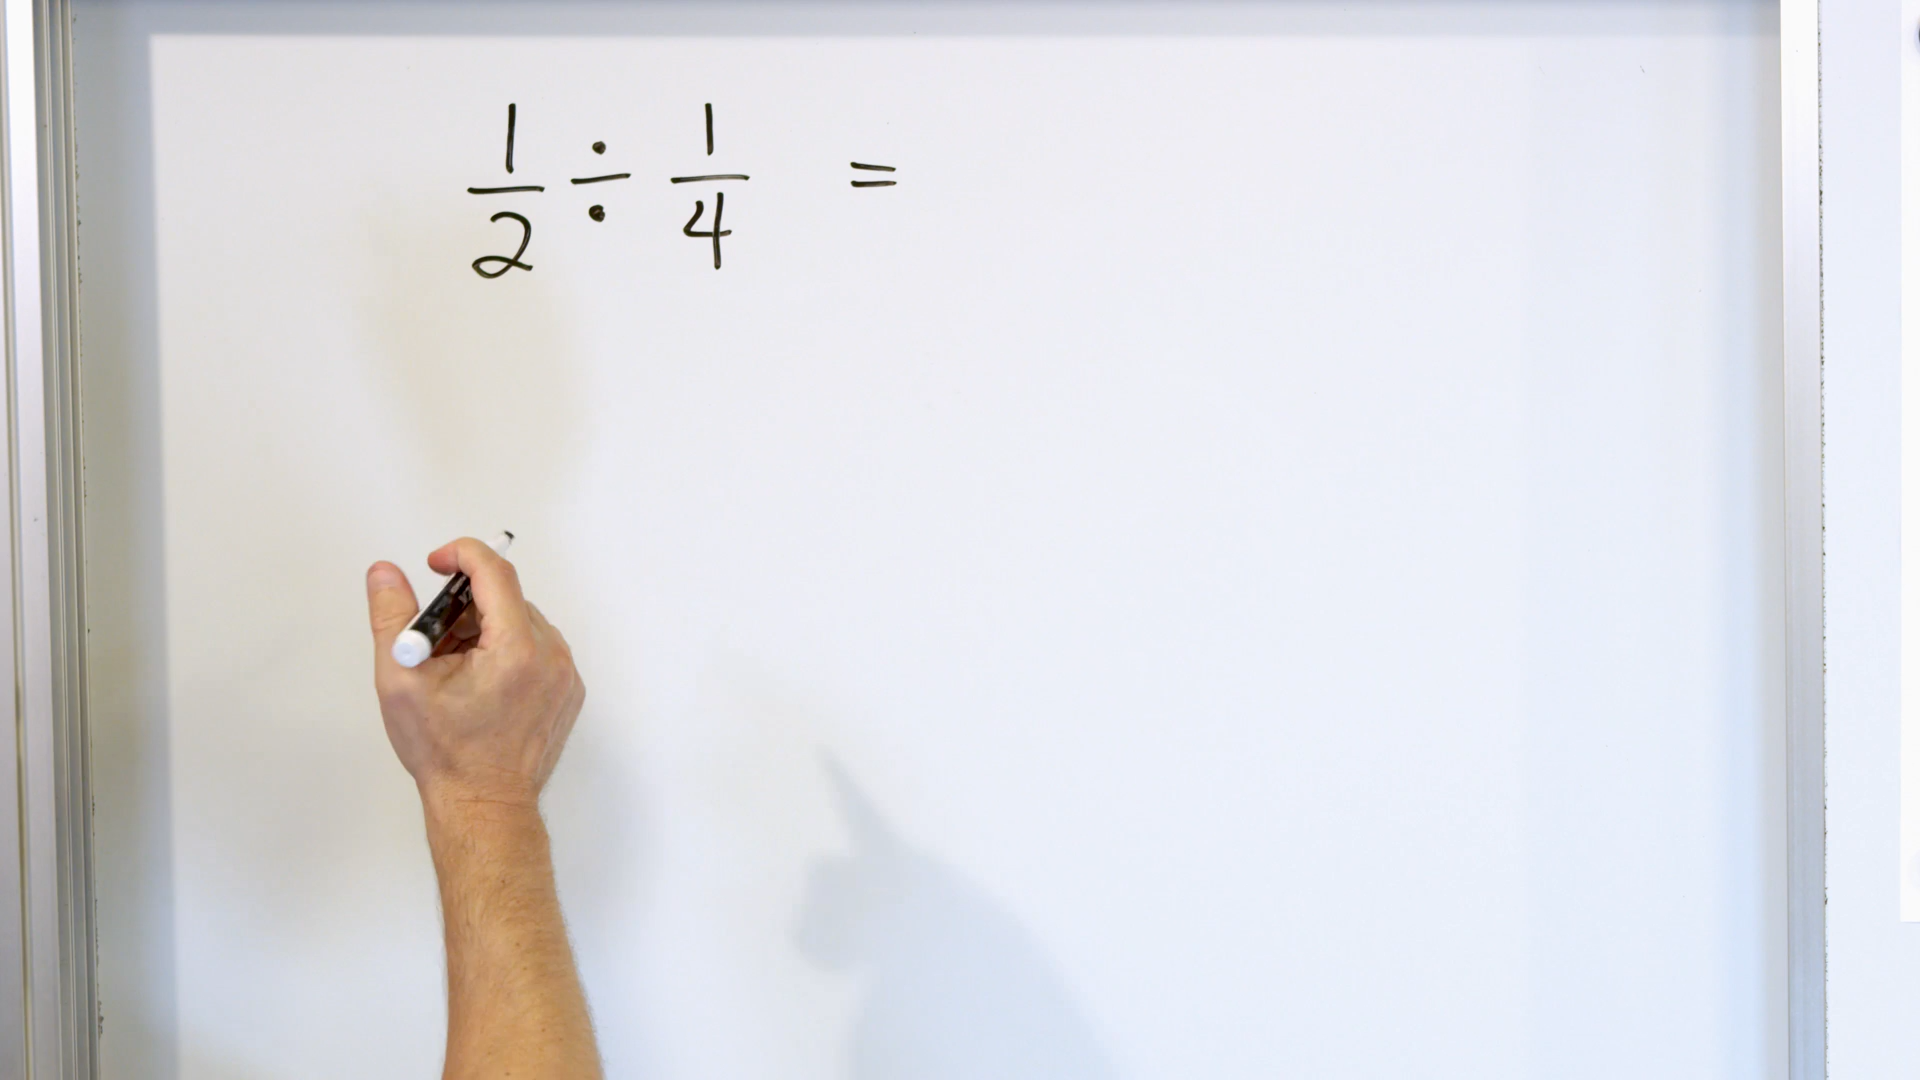 1/2 ÷ 1/4 =